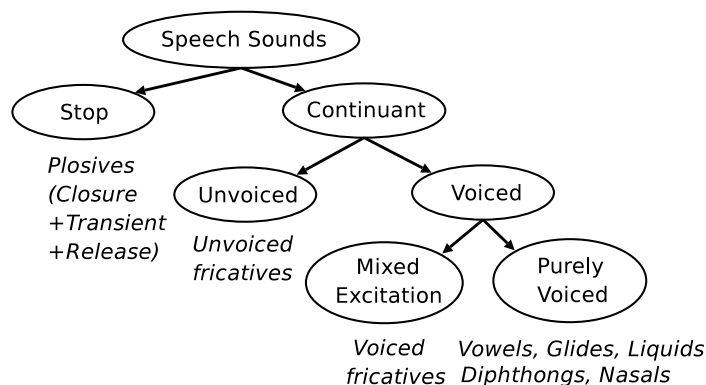 Speech Sounds
Stop
Continuant
Plosives
(Closure
+Transient
+Release)
Unvoiced
Voiced
Unvoiced
fricatives
Mixed
Excitation
Purely
Voiced
Voiced
fricatives
Vowels, Glides, Liquids
Diphthongs, Nasals